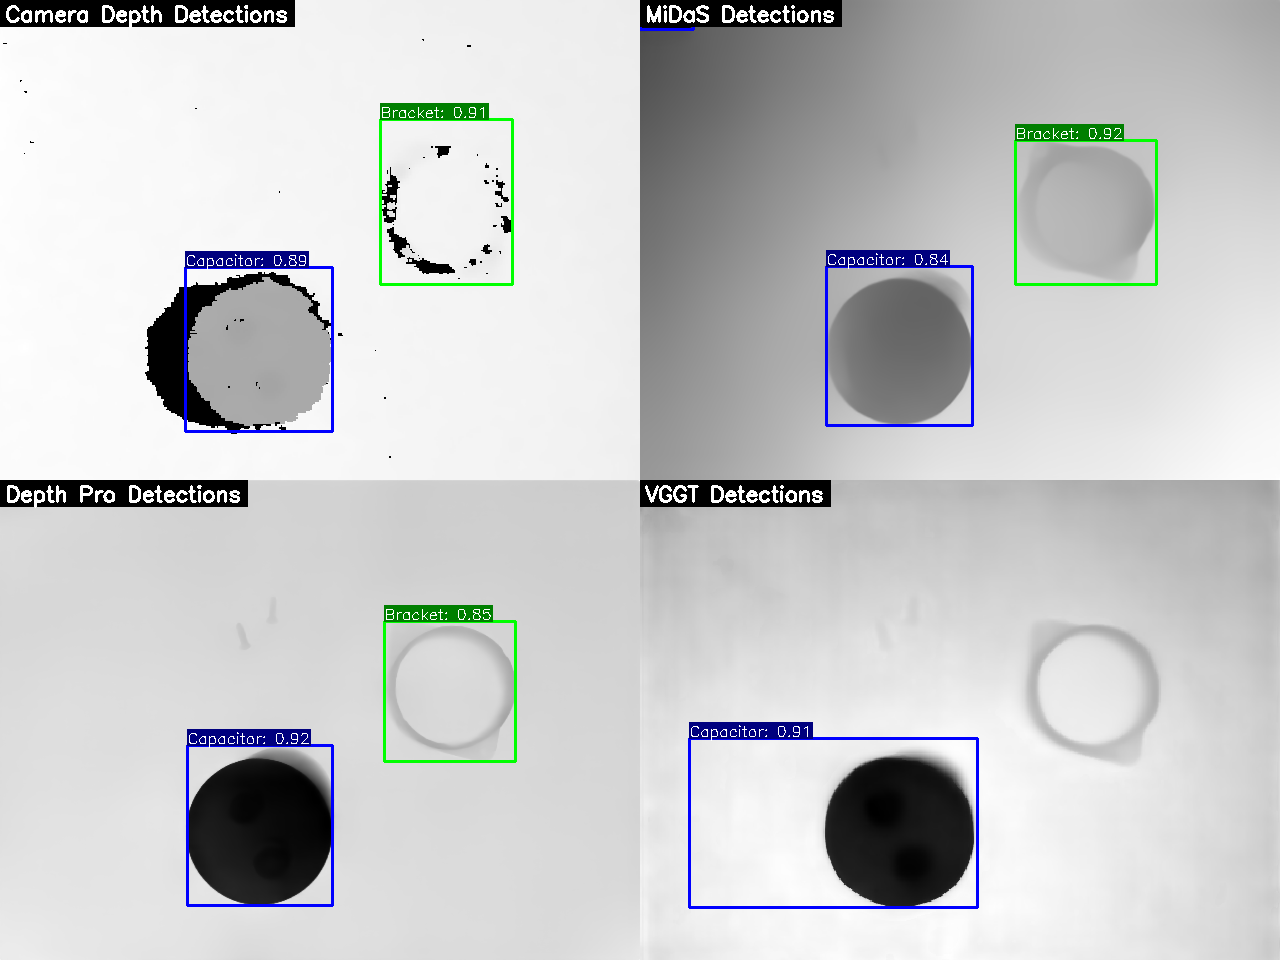 Camera Depth Detections
MiDaS Detections
Bracket: 0.91
Bracket: 0.92
Capacitor: 0.89
Capacitor: 0.84
Depth Pro Detections
VGGT Detections
Bracket: 0.85
Capacitor: 0.92
Capacitor: 0.91